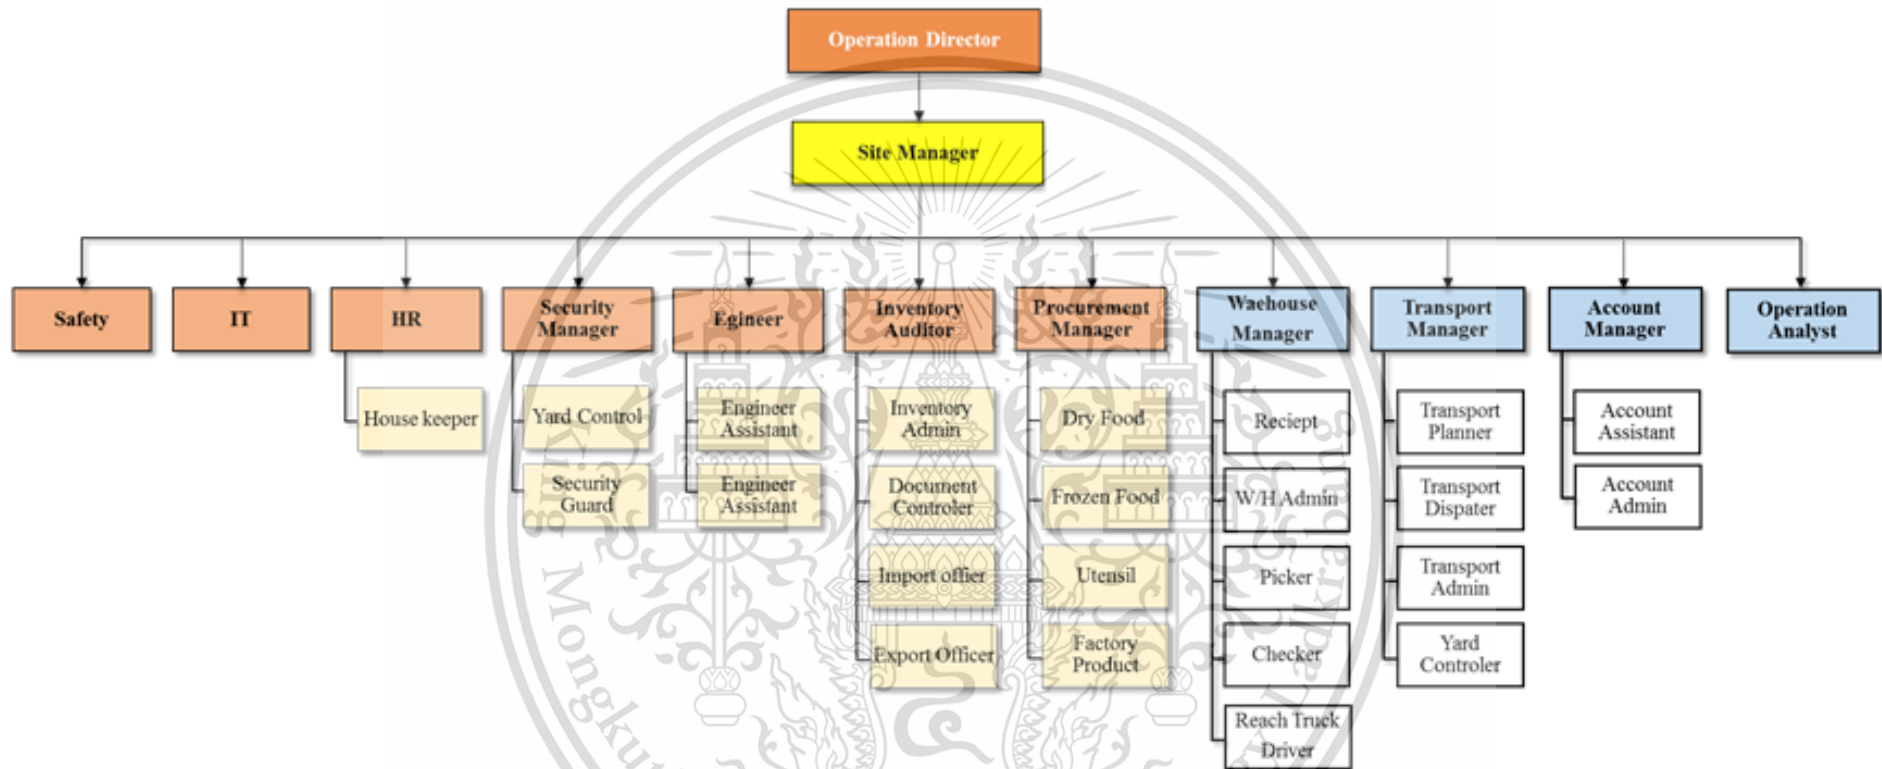 Operation Director
Site Manager
Safety
IT
HR
Security
Manager
Egineer
Inventory
Auditor
Procurement
Manager
Waehouse
Manager
Transport
Manager
Account
Manager
Operation
Analyst
House keeper
Yard Control
Security
Guard
Engineer
Assistant
Engineer
Assistant
Inventory
Admin
Document
Controler
Import offier
Export Officer
Dry Food
Frozen Food
Utensil
Factory
Product
Reciept
W/H Admin
Picker
Checker
Reach Truck
Driver
Transport
Planner
Transport
Dispater
Transport
Admin
Yard
Controler
Account
Assistant
Account
Admin
King Mongkut
Ladkrabang